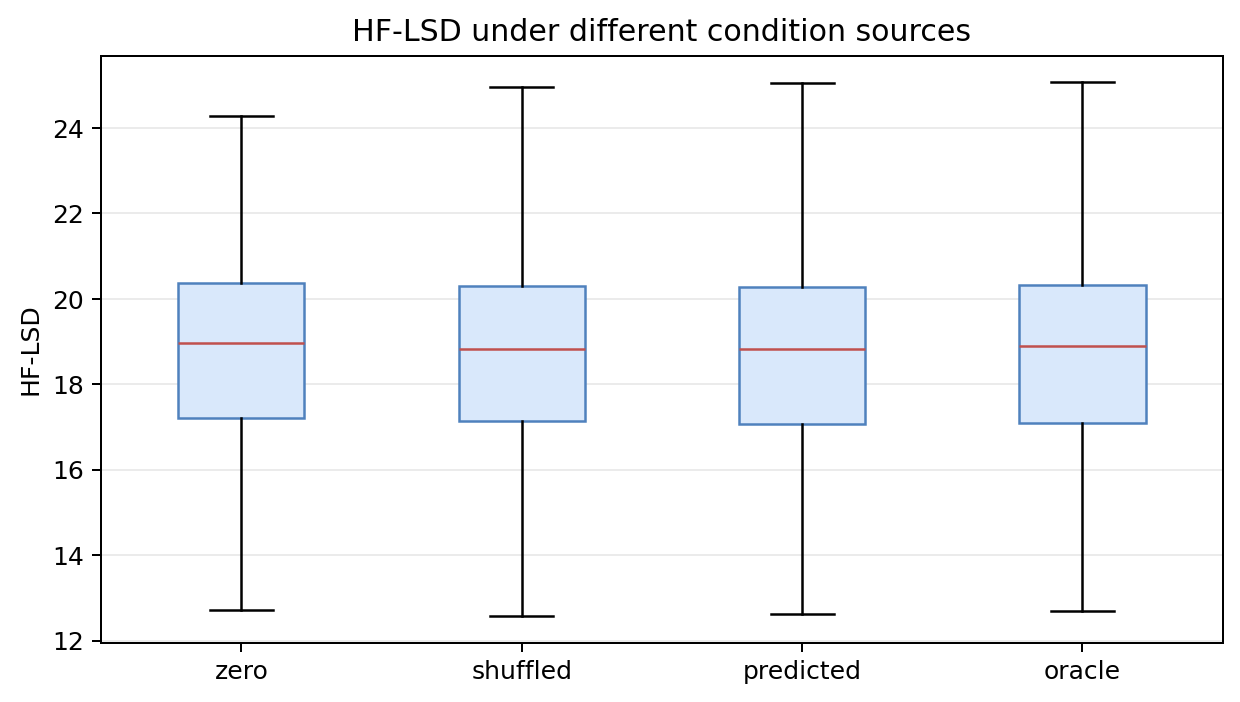 HF-LSD under different condition sources
HF-LSD
24
22
20
18
16
14
12
zero shuffled predicted oracle